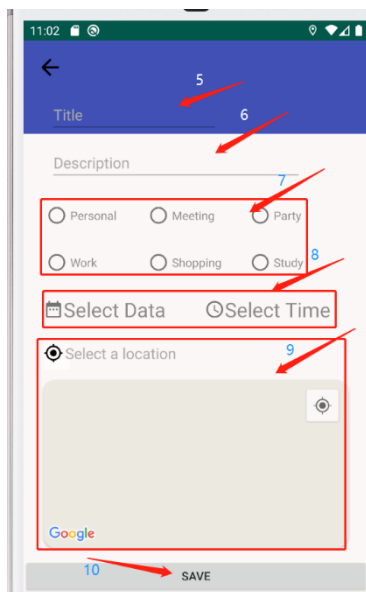 11:02
5
Title
6
Description
7
Personal Meeting Party
8
Work Shopping Study
Select Data Select Time
Select a location
9
Google
10
SAVE